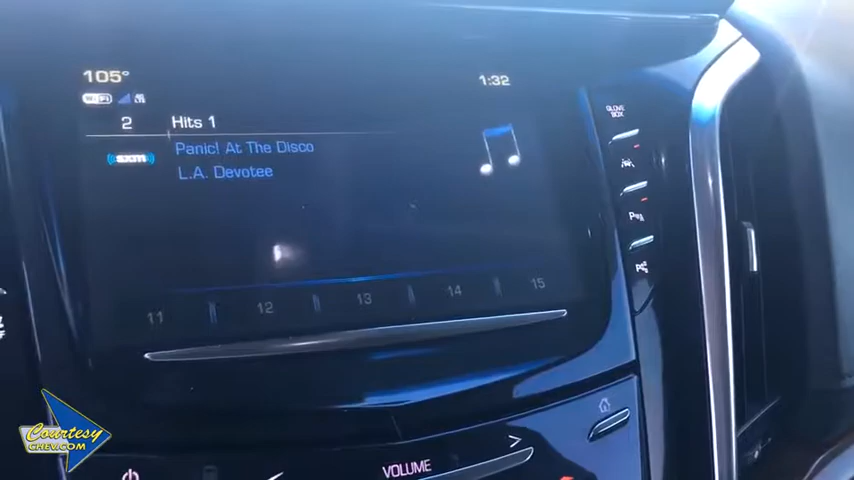 105°
1:32
WiFi
2 Hits 1
((SXM))
Panic! At The Disco
L.A. Devotee
11 12 13 14 15
GLOVE BOX
VOLUME
Courtesy
CHEV.COM